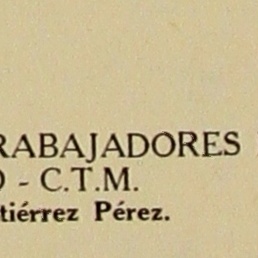 RABAJADORES
O - C.T.M.
tiérrez Pérez.